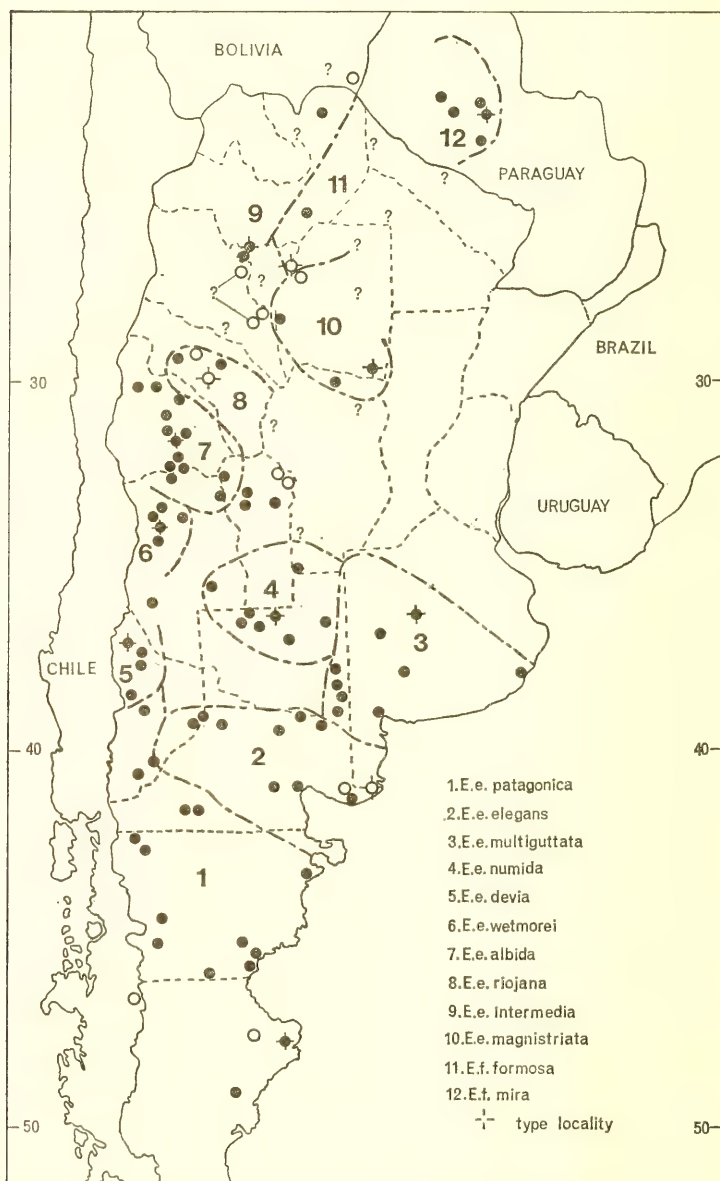 BOLIVIA
?
?
?
12
PARAGUAY
?
11
?
9
?
?
?
?
?
10
BRAZIL
?
30
30
8
?
?
7
URUGUAY
6
?
4
3
CHILE
5
40
2
40
1
1.E.e. patagonica
2.E.e. elegans
3.E.e. multiguttata
4.E.e. numida
5.E.e. devia
6.E.e. wetmorei
7.E.e. albida
8.E.e. riojana
9.E.e. Intermedia
10.E.e. magnistriata
11.E.f. formosa
12.E.f. mira
type locality
50
50